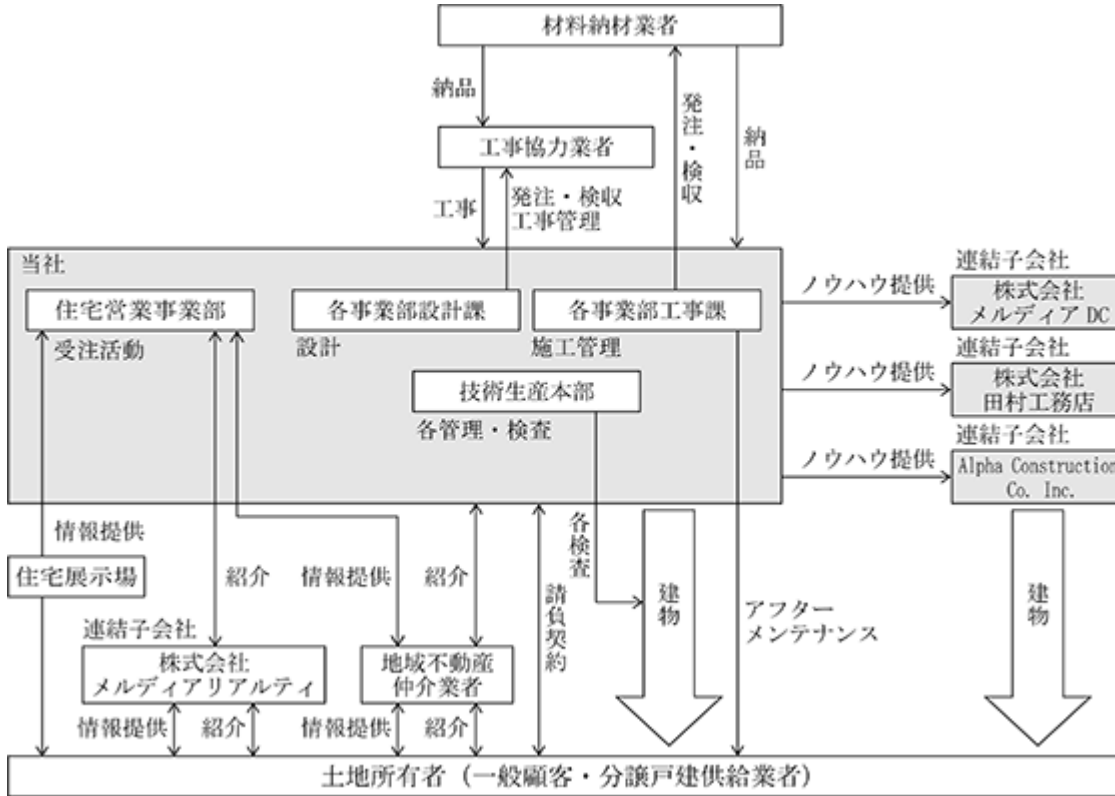 材料納材業者
納品
発注・検収
納品
工事協力業者
工事
発注・検収
工事管理
当社
住宅営業事業部
受注活動
各事業部設計課
設計
各事業部工事課
施工管理
技術生産本部
各管理・検査
ノウハウ提供
連結子会社
株式会社
メルディアDC
ノウハウ提供
連結子会社
株式会社
田村工務店
ノウハウ提供
連結子会社
Alpha Construction
Co. Inc.
情報提供
住宅展示場
紹介
情報提供
紹介
請負契約
各検査
建物
アフター
メンテナンス
建物
連結子会社
株式会社
メルディアリアルティ
地域不動産
仲介業者
情報提供
紹介
情報提供
紹介
土地所有者（一般顧客・分譲戸建供給業者）